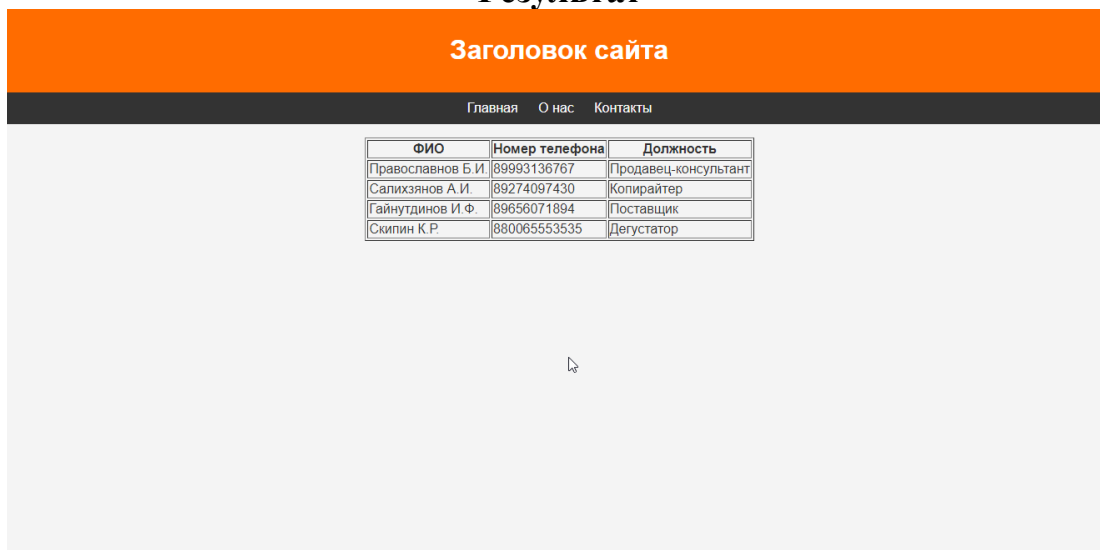 Результат
Заголовок сайта
Главная О нас Контакты
ФИО Номер телефона Должность
Православнов Б.И. 89993136767 Продавец-консультант
Салихзянов А.И. 89274097430 Копирайтер
Гайнутдинов И.Ф. 89656071894 Поставщик
Скипин К.Р. 880065553535 Дегустатор